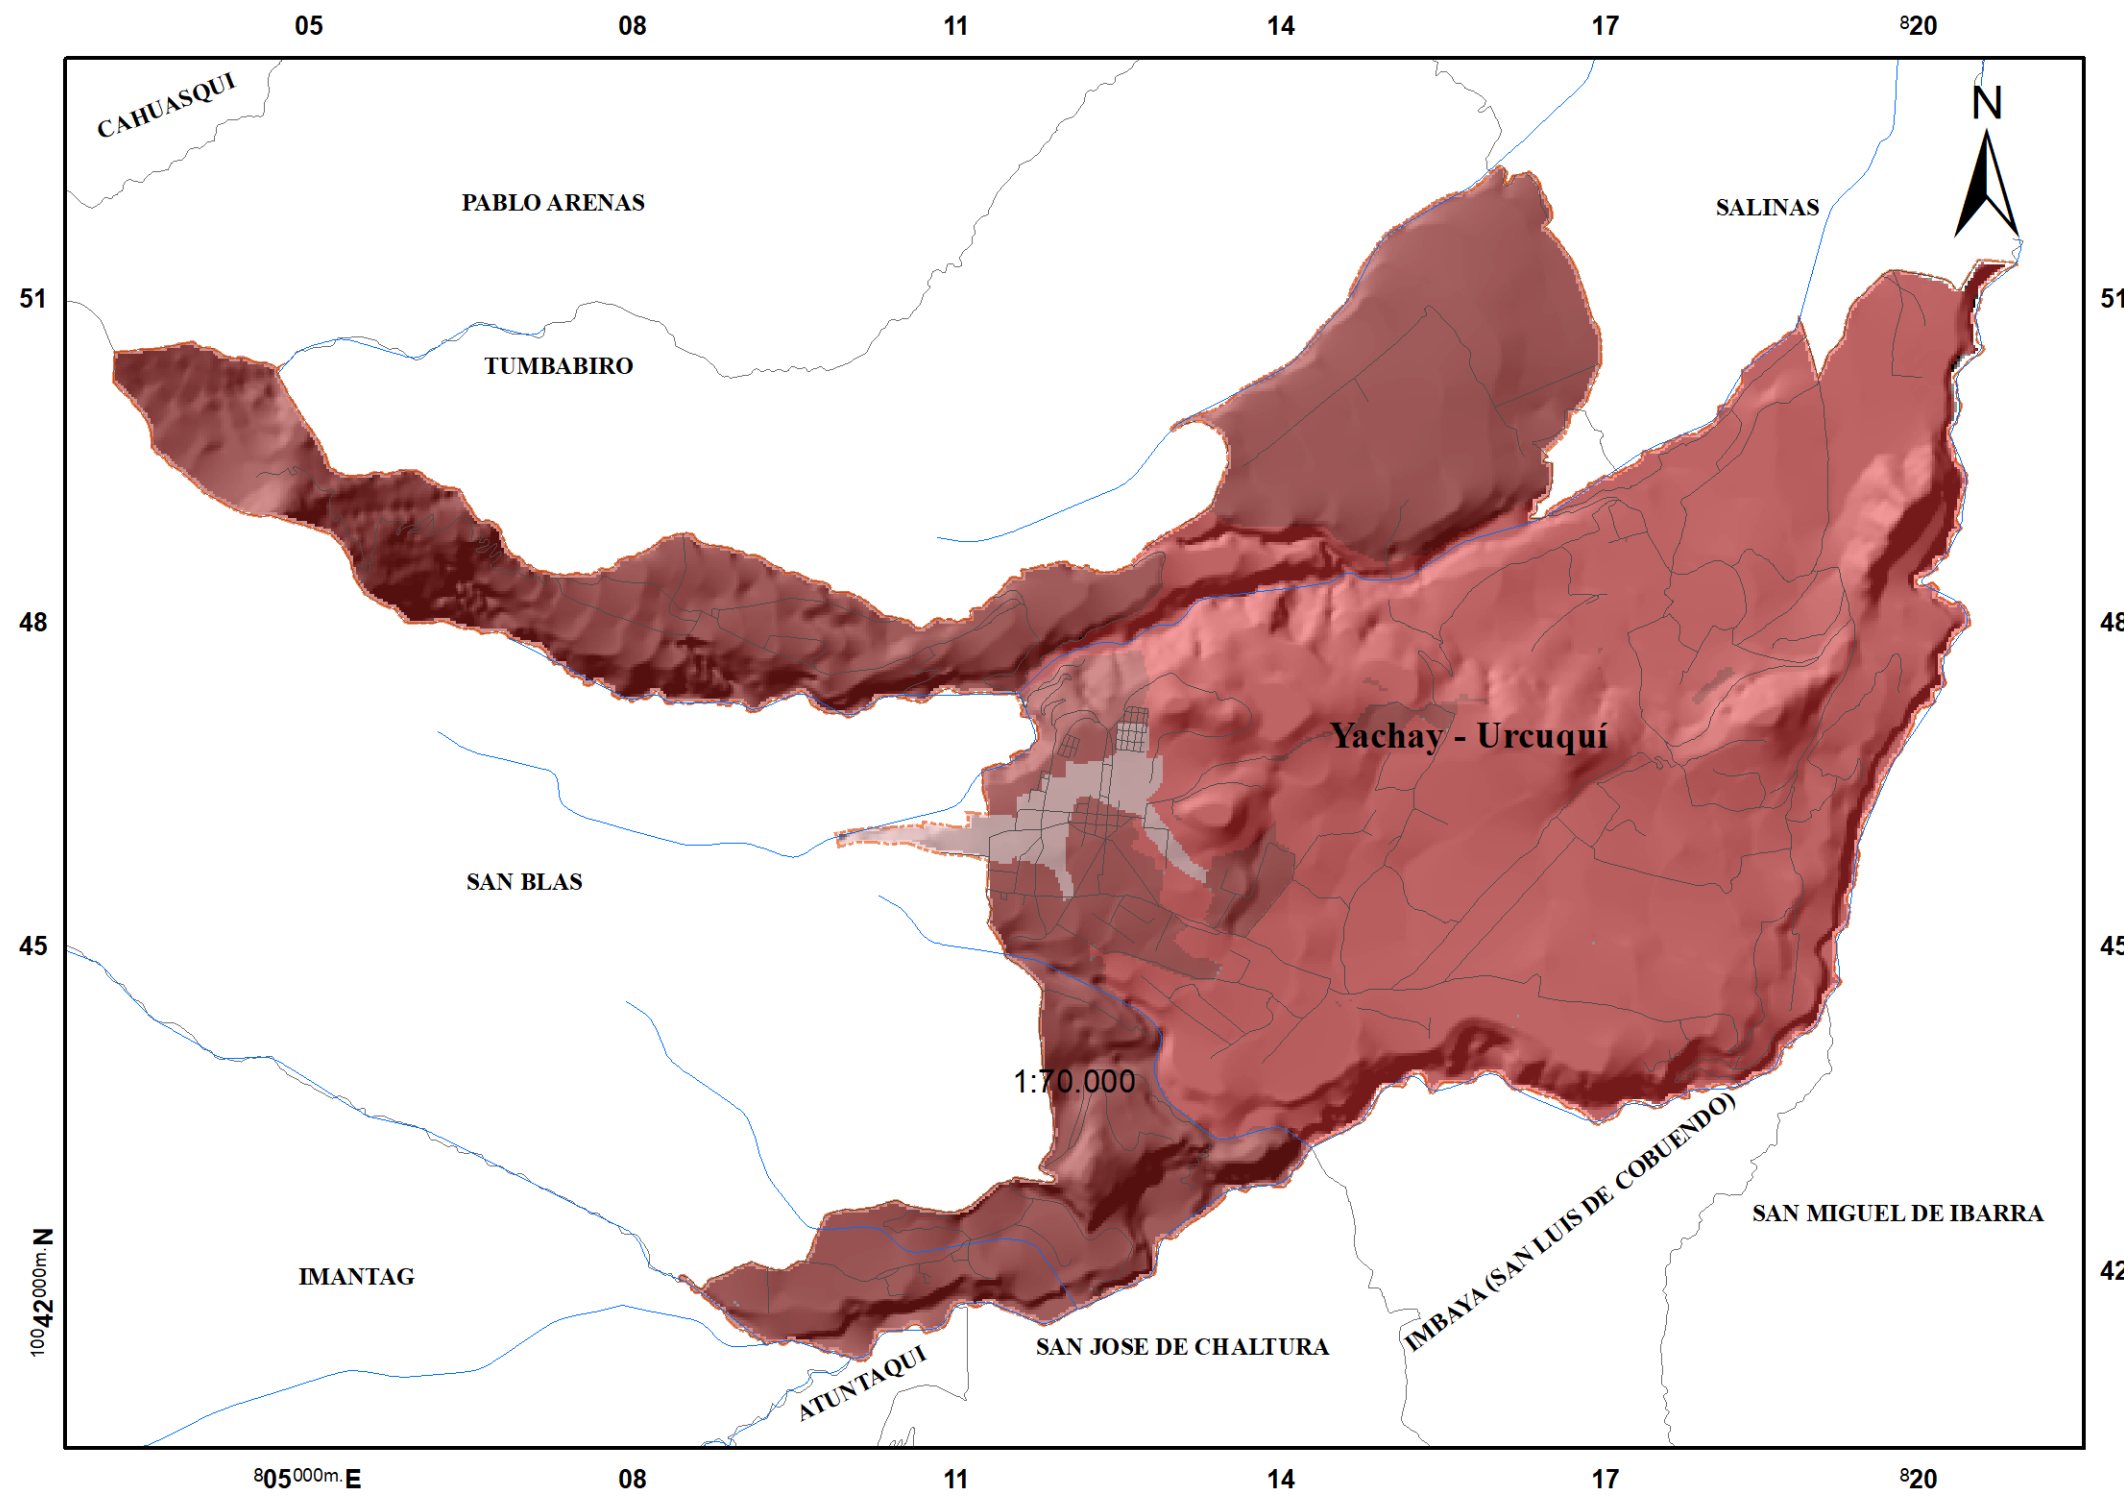 05 08 11 14 17 820
N
CAHUASQUI
PABLO ARENAS
SALINAS
51 51
TUMBABIRO
48 48
Yachay - Urcuquí
SAN BLAS
45 45
1:70.000
IMBAYA (SAN LUIS DE COBUENDO)
SAN MIGUEL DE IBARRA
IMANTAG
10042000m.N 42
SAN JOSE DE CHALTURA
ATUNTAQUI
805000m.E 08 11 14 17 820